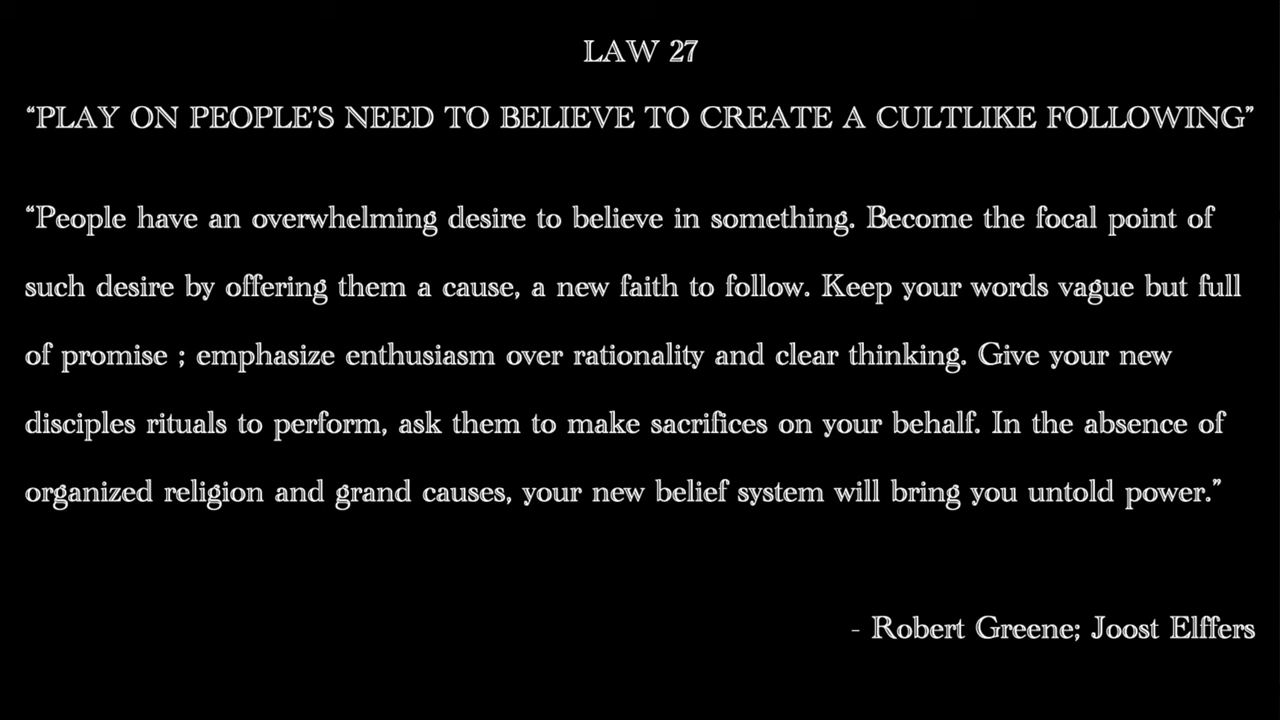 LAW 27
“PLAY ON PEOPLE’S NEED TO BELIEVE TO CREATE A CULTLIKE FOLLOWING”
“People have an overwhelming desire to believe in something. Become the focal point of
such desire by offering them a cause, a new faith to follow. Keep your words vague but full
of promise ; emphasize enthusiasm over rationality and clear thinking. Give your new
disciples rituals to perform, ask them to make sacrifices on your behalf. In the absence of
organized religion and grand causes, your new belief system will bring you untold power.”
- Robert Greene; Joost Elffers